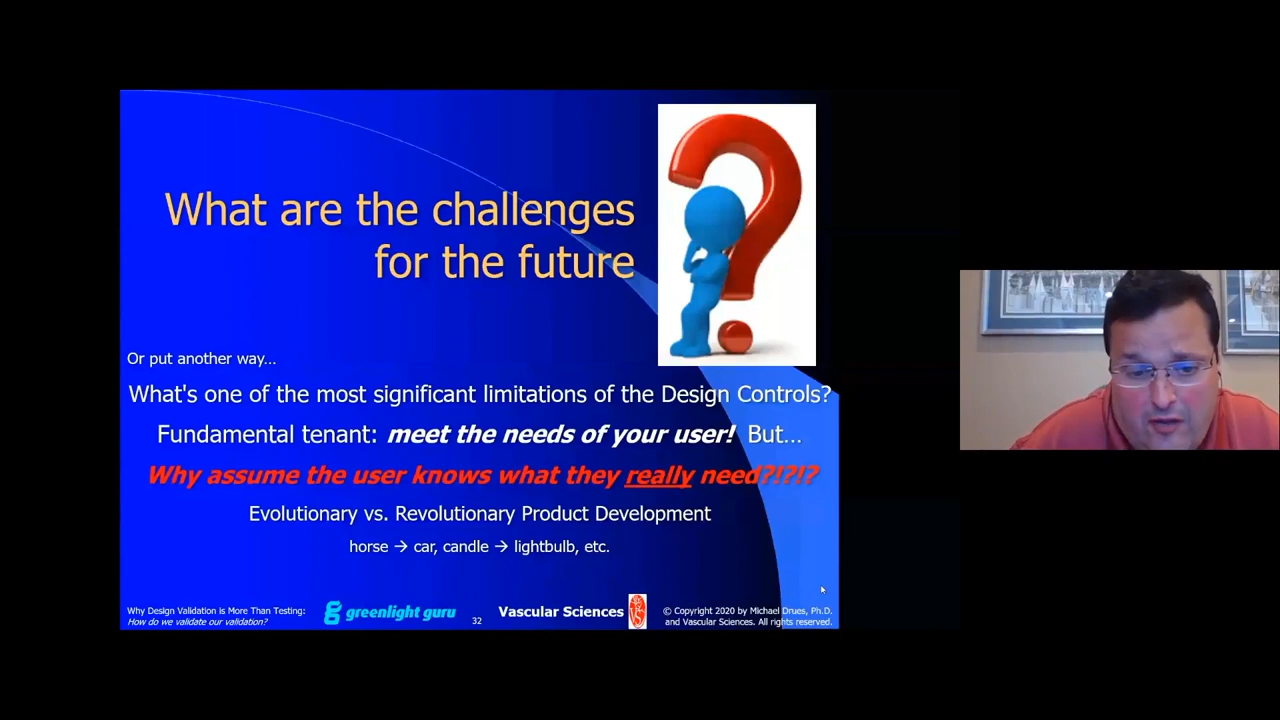 What are the challenges
for the future
Or put another way...
What's one of the most significant limitations of the Design Controls?
Fundamental tenant: meet the needs of your user! But...
Why assume the user knows what they really need?!?!?
Evolutionary vs. Revolutionary Product Development
horse → car, candle → lightbulb, etc.
Why Design Validation is More Than Testing:
How do we validate our validation?
greenlight guru
32
Vascular Sciences
© Copyright 2020 by Michael Drues, Ph.D.
and Vascular Sciences. All rights reserved.